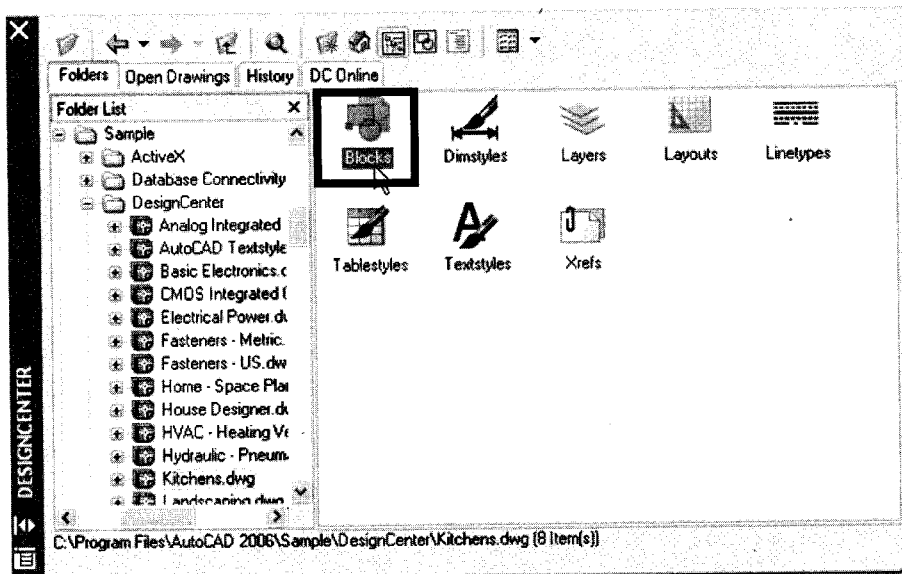 Folders Open Drawings History DC Online
Folder List
Sample
ActiveX
Database Connectivity
DesignCenter
Analog Integrated
AutoCAD Textstyle
Basic Electronics.c
CMOS Integrated (
Electrical Power.d
Fasteners - Metric.
Fasteners - US.dw
Home - Space Plan
House Designer.d
HVAC - Heating Ve
Hydraulic - Pneum
Kitchens.dwg
Landscaping.dwg
Blocks Dimstyles Layers Layouts Linetypes
Tablestyles Textstyles Xrefs
DESIGNCENTER
C:\Program Files\AutoCAD 2006\Sample\DesignCenter\Kitchens.dwg (8 Item(s))